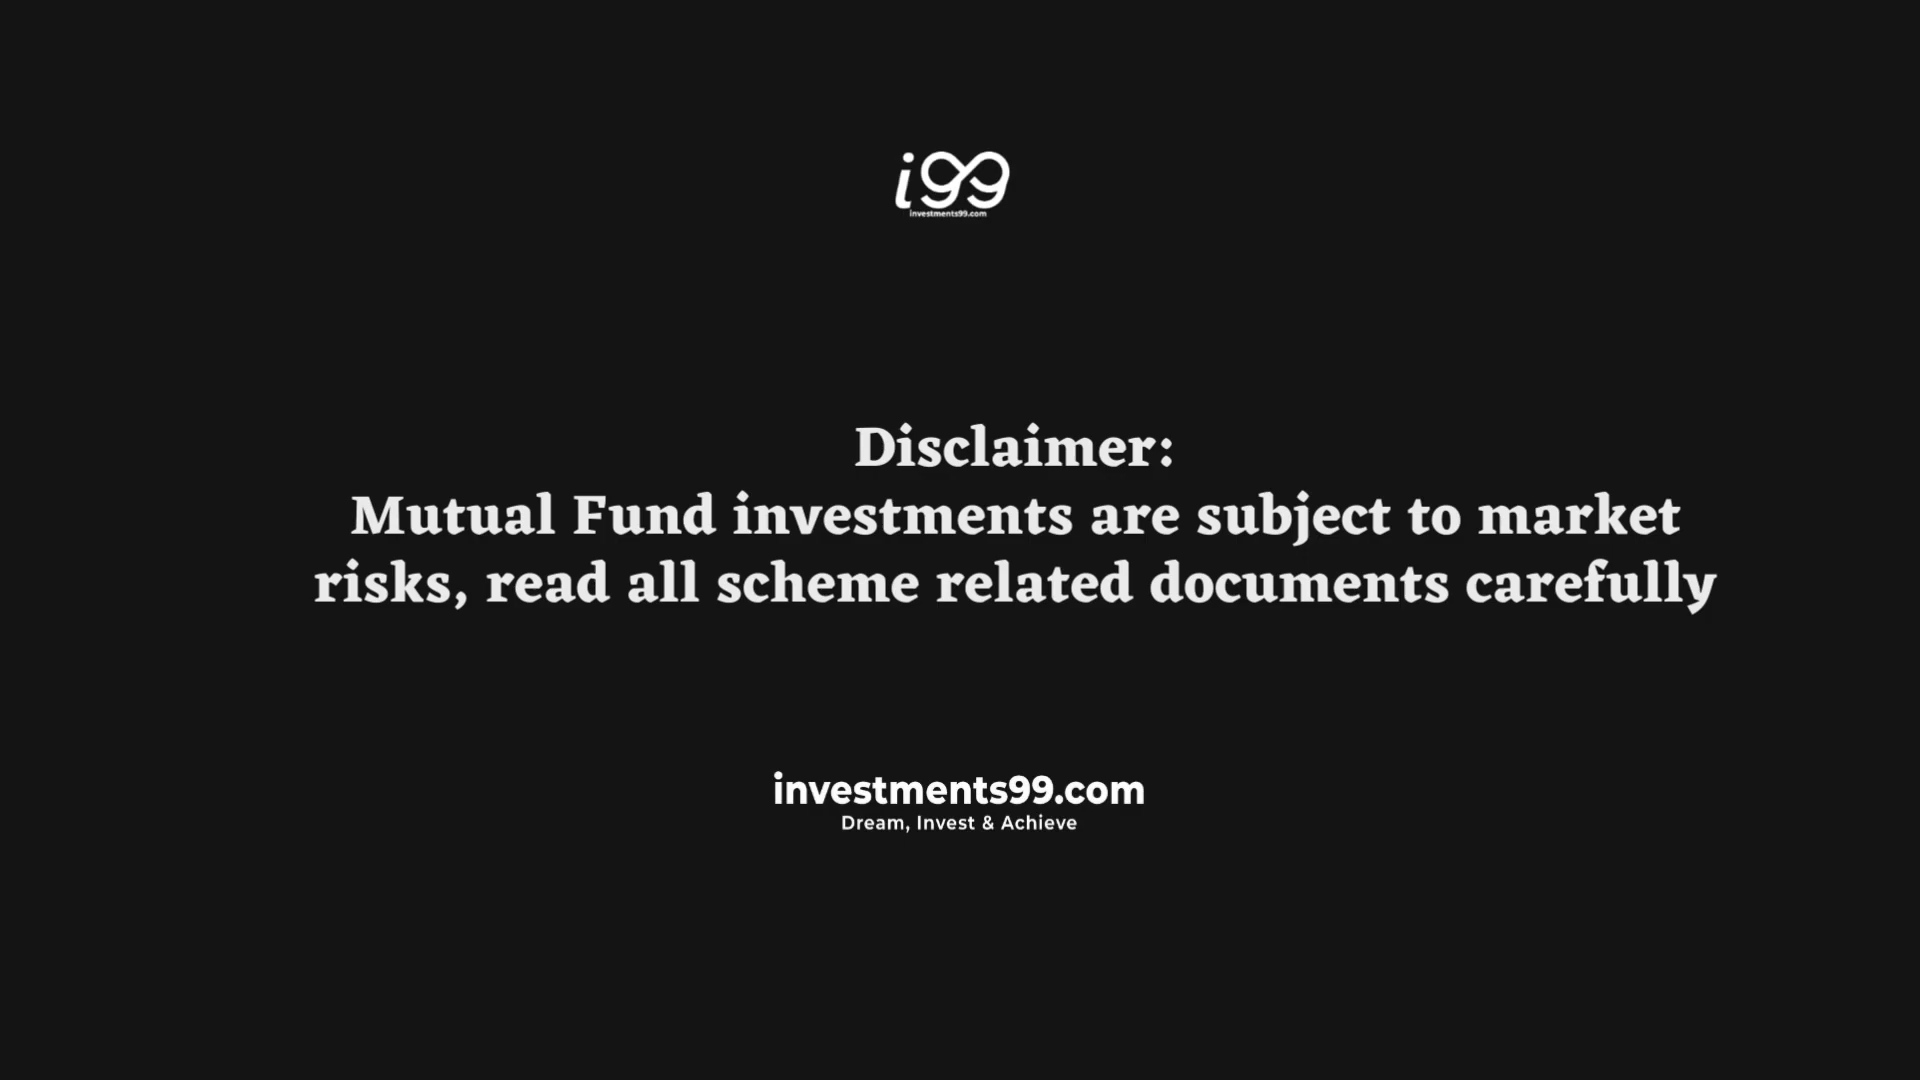 i99
investments99.com
Disclaimer:
Mutual Fund investments are subject to market
risks, read all scheme related documents carefully
investments99.com
Dream, Invest & Achieve